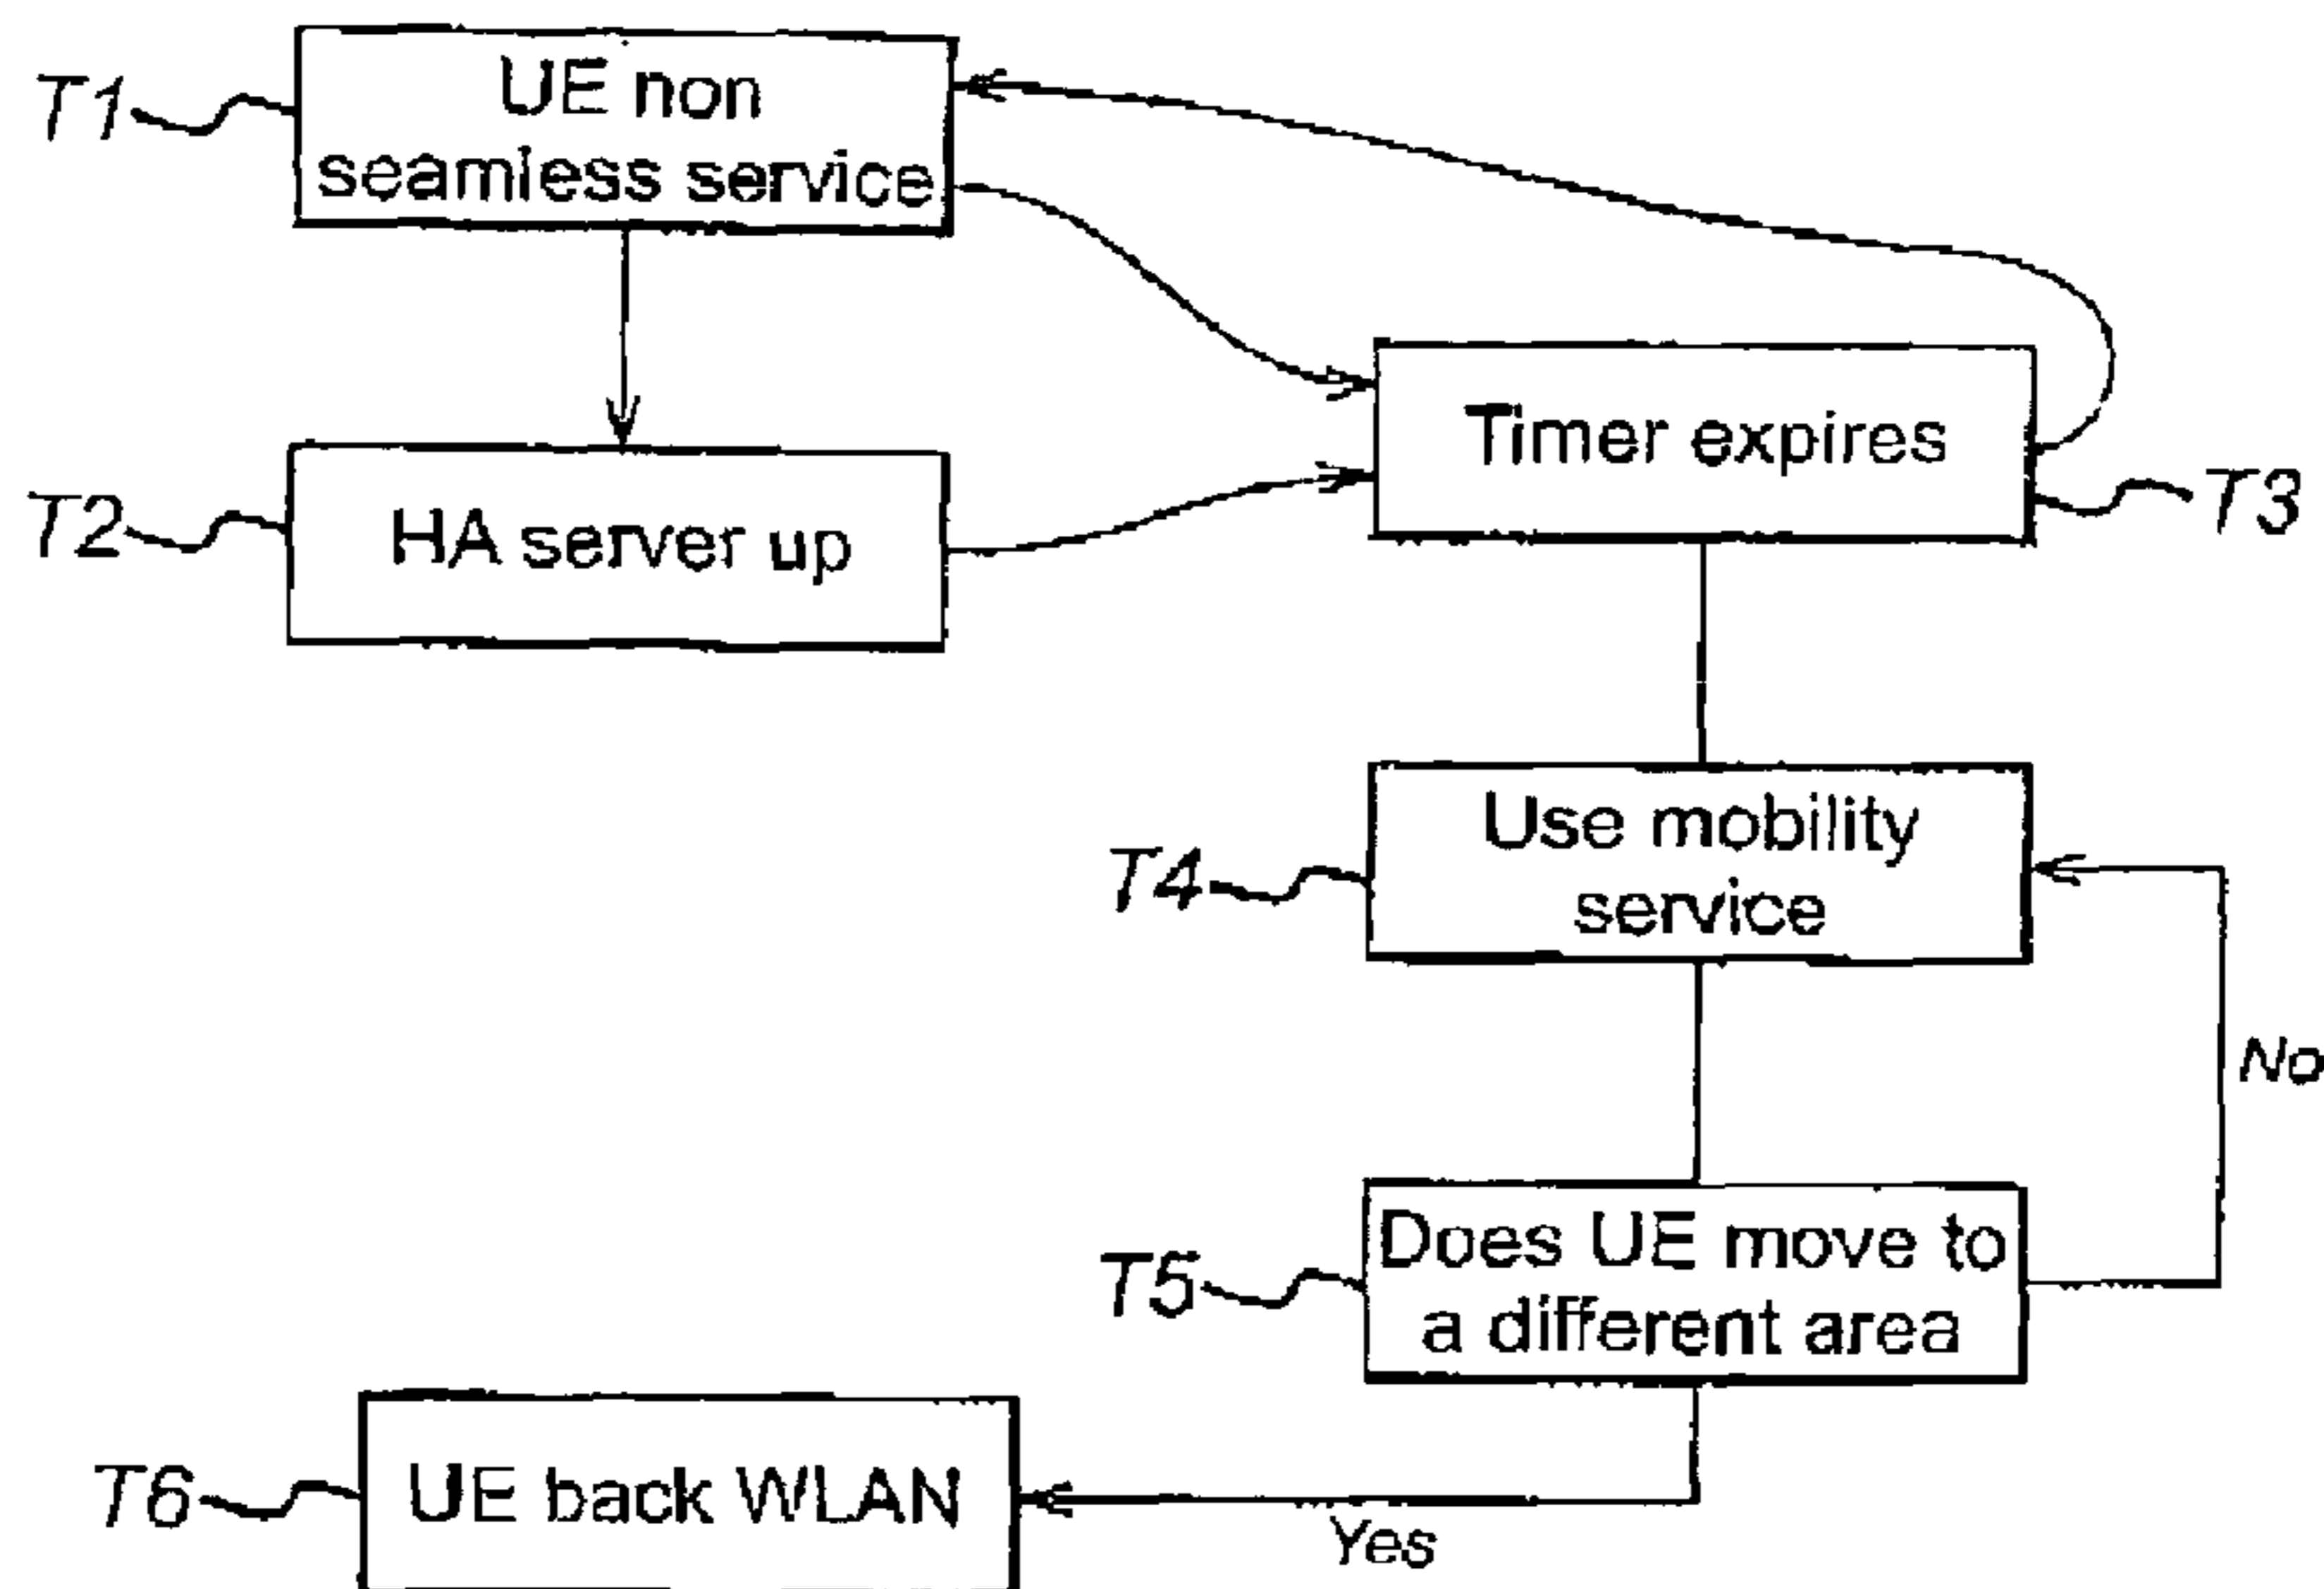 T1
UE non
seamless service
T2
HA server up
Timer expires
T3
T4
Use mobility
service
No
T5
Does UE move to
a different area
T6
UE back WLAN
Yes